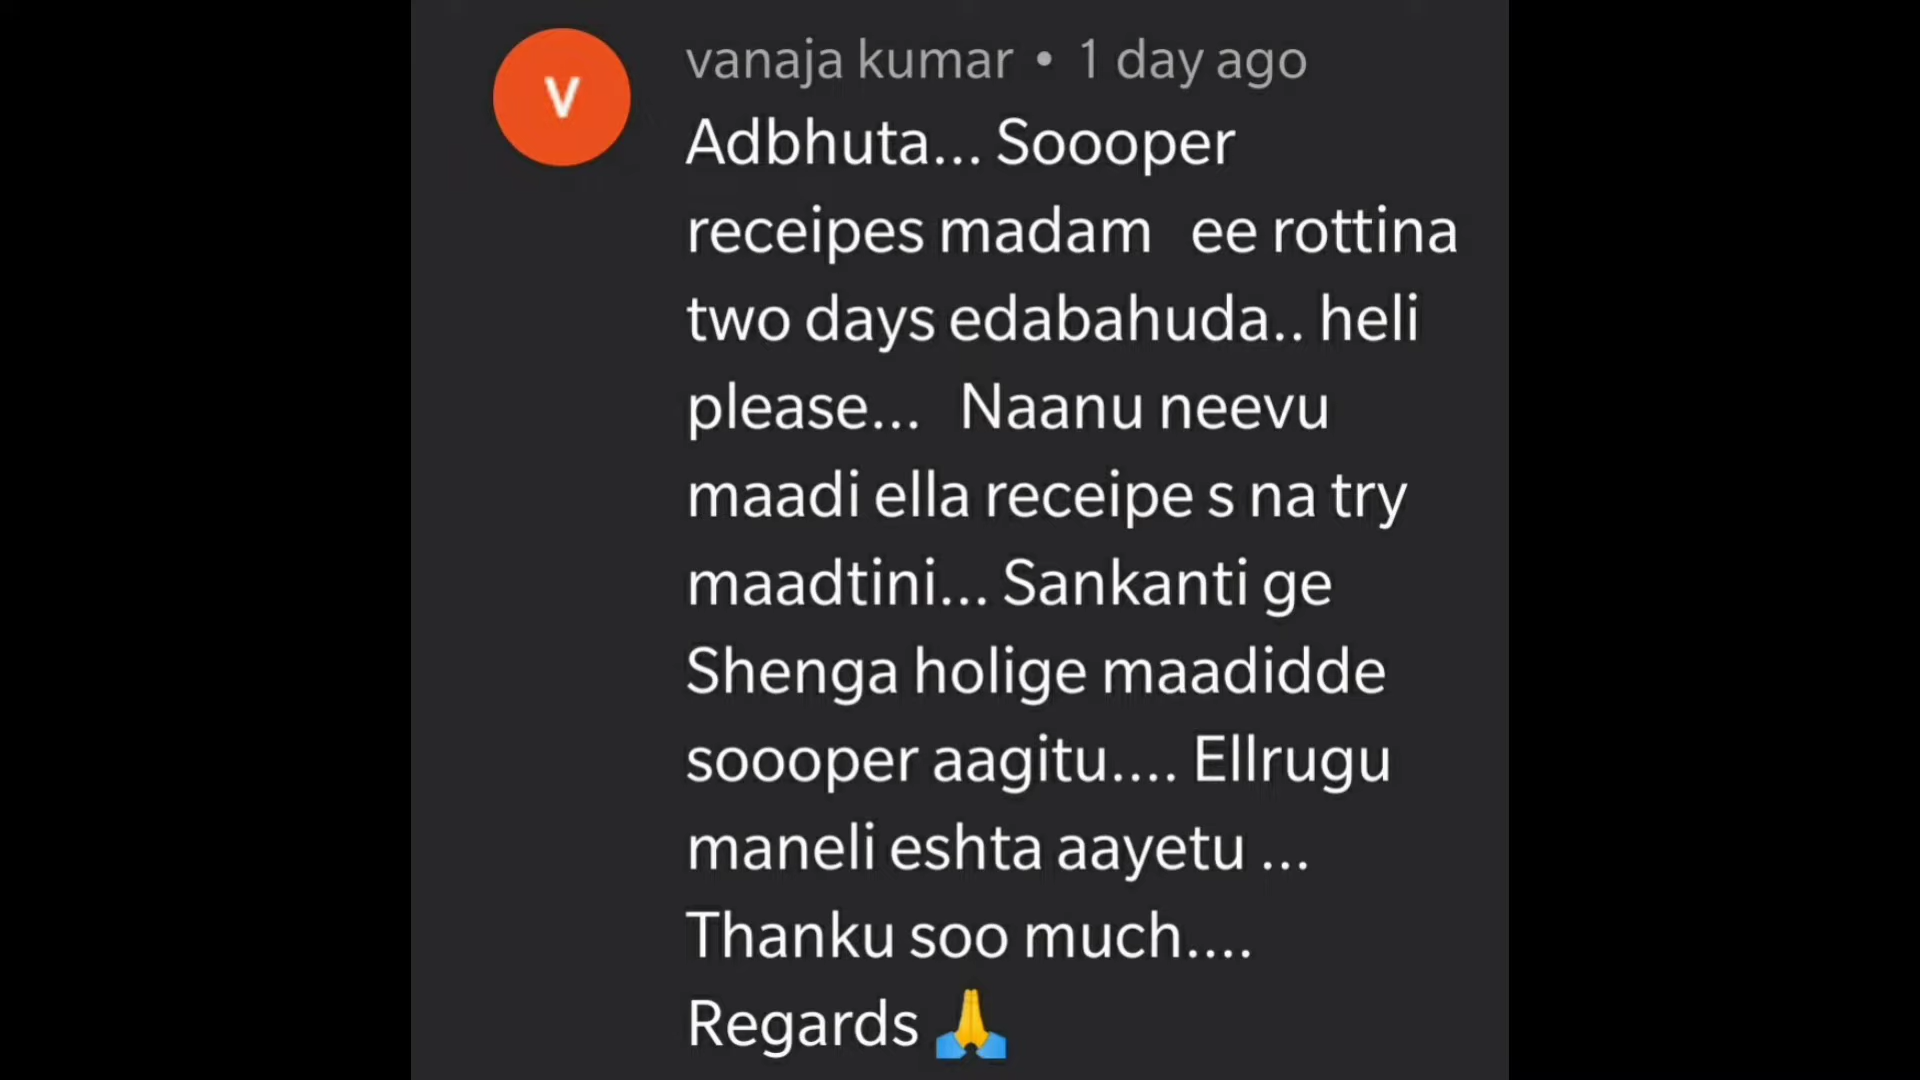 V
vanaja kumar • 1 day ago
Adbhuta... Soooper
receipes madam ee rottina
two days edabahuda.. heli
please... Naanu neevu
maadi ella receipe s na try
maadtini... Sankanti ge
Shenga holige maadidde
soooper aagitu.... Ellrugu
maneli eshta aayetu ...
Thanku soo much....
Regards 🙏